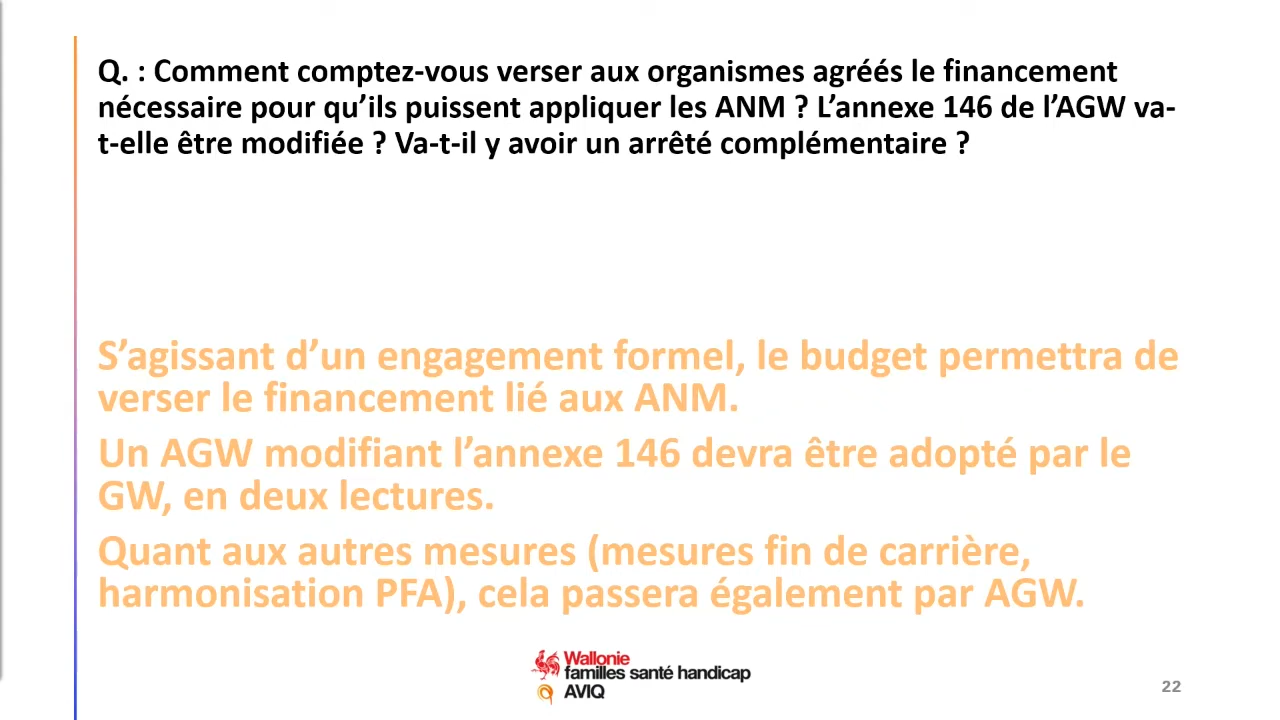 Q. : Comment comptez-vous verser aux organismes agréés le financement
nécessaire pour qu’ils puissent appliquer les ANM ? L’annexe 146 de l’AGW va-
t-elle être modifiée ? Va-t-il y avoir un arrêté complémentaire ?
S’agissant d’un engagement formel, le budget permettra de
verser le financement lié aux ANM.
Un AGW modifiant l’annexe 146 devra être adopté par le
GW, en deux lectures.
Quant aux autres mesures (mesures fin de carrière,
harmonisation PFA), cela passera également par AGW.
Wallonie
familles santé handicap
AVIQ
22